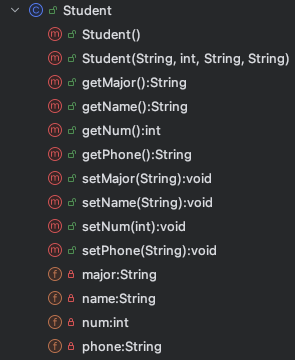 C Student
m Student()
m Student(String, int, String, String)
m getMajor():String
m getName():String
m getNum():int
m getPhone():String
m setMajor(String):void
m setName(String):void
m setNum(int):void
m setPhone(String):void
f major:String
f name:String
f num:int
f phone:String